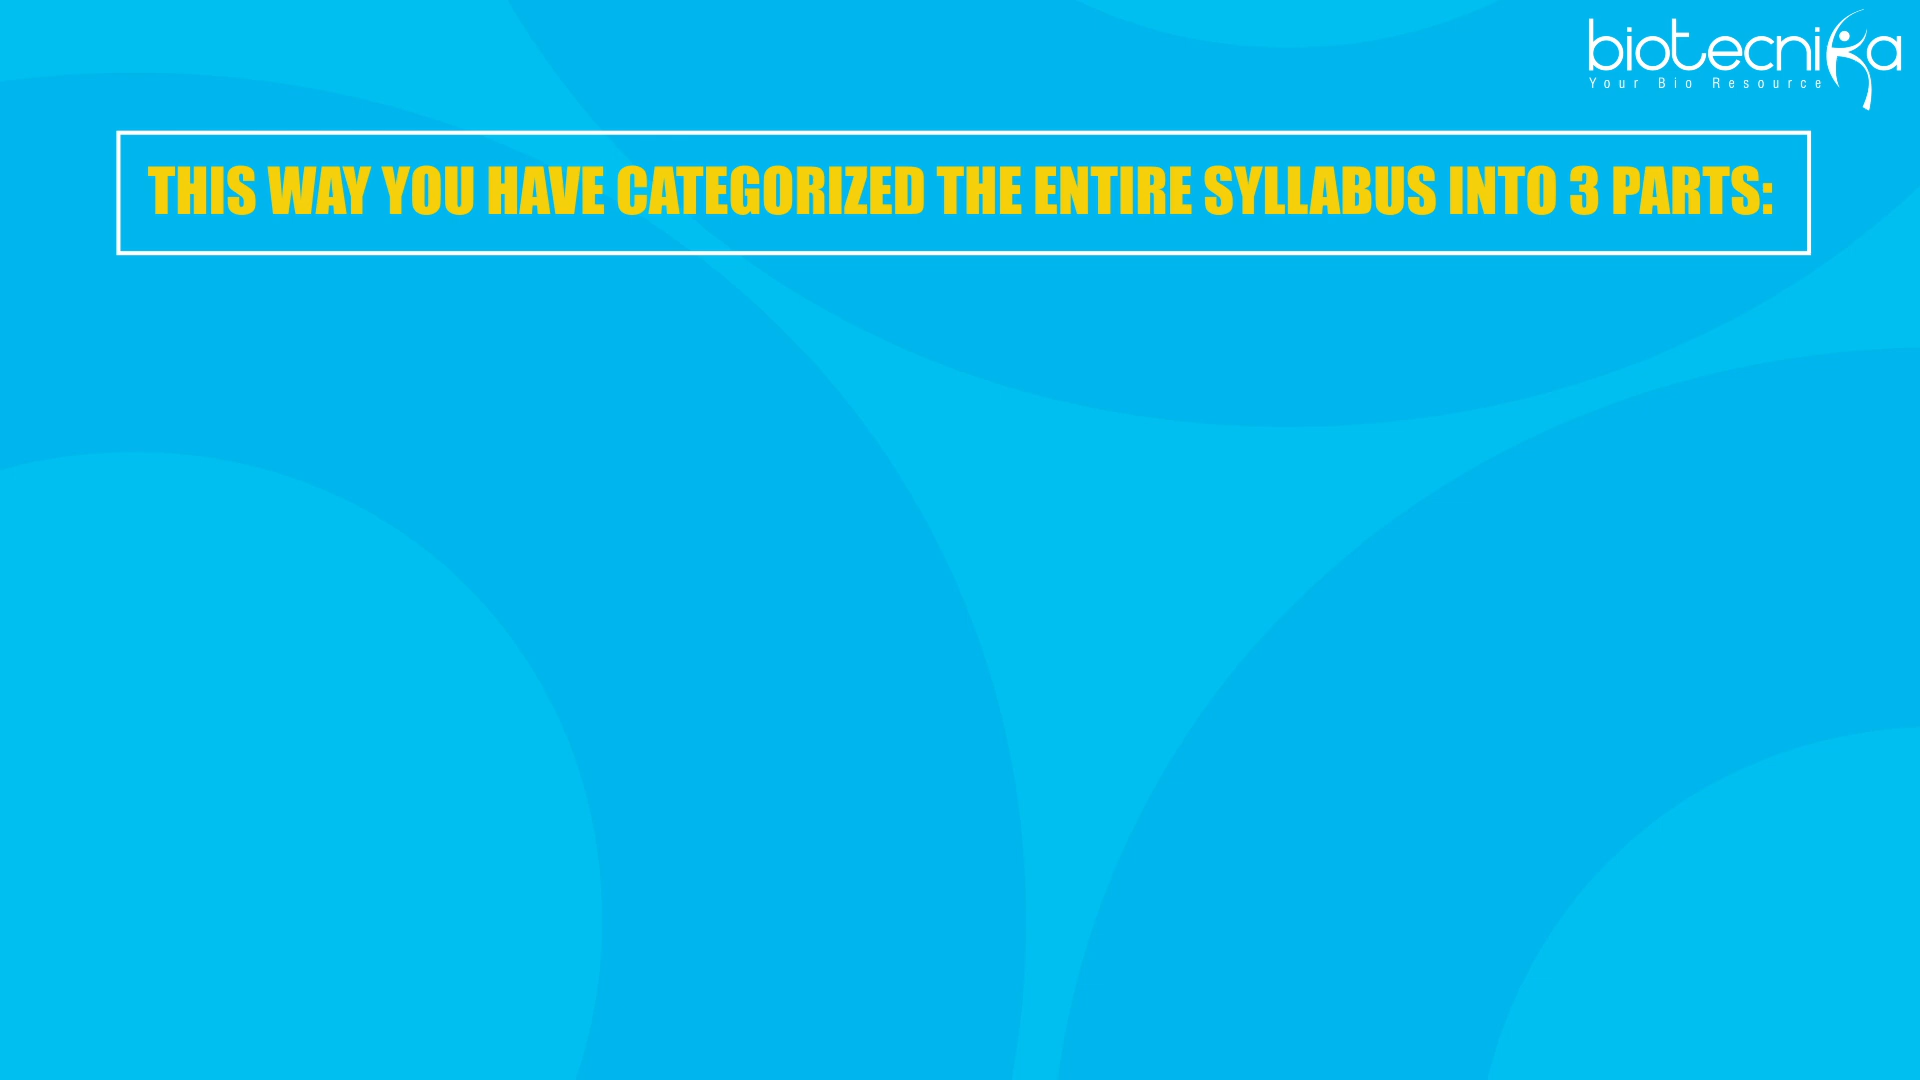 biotecnika
Your Bio Resource
THIS WAY YOU HAVE CATEGORIZED THE ENTIRE SYLLABUS INTO 3 PARTS: